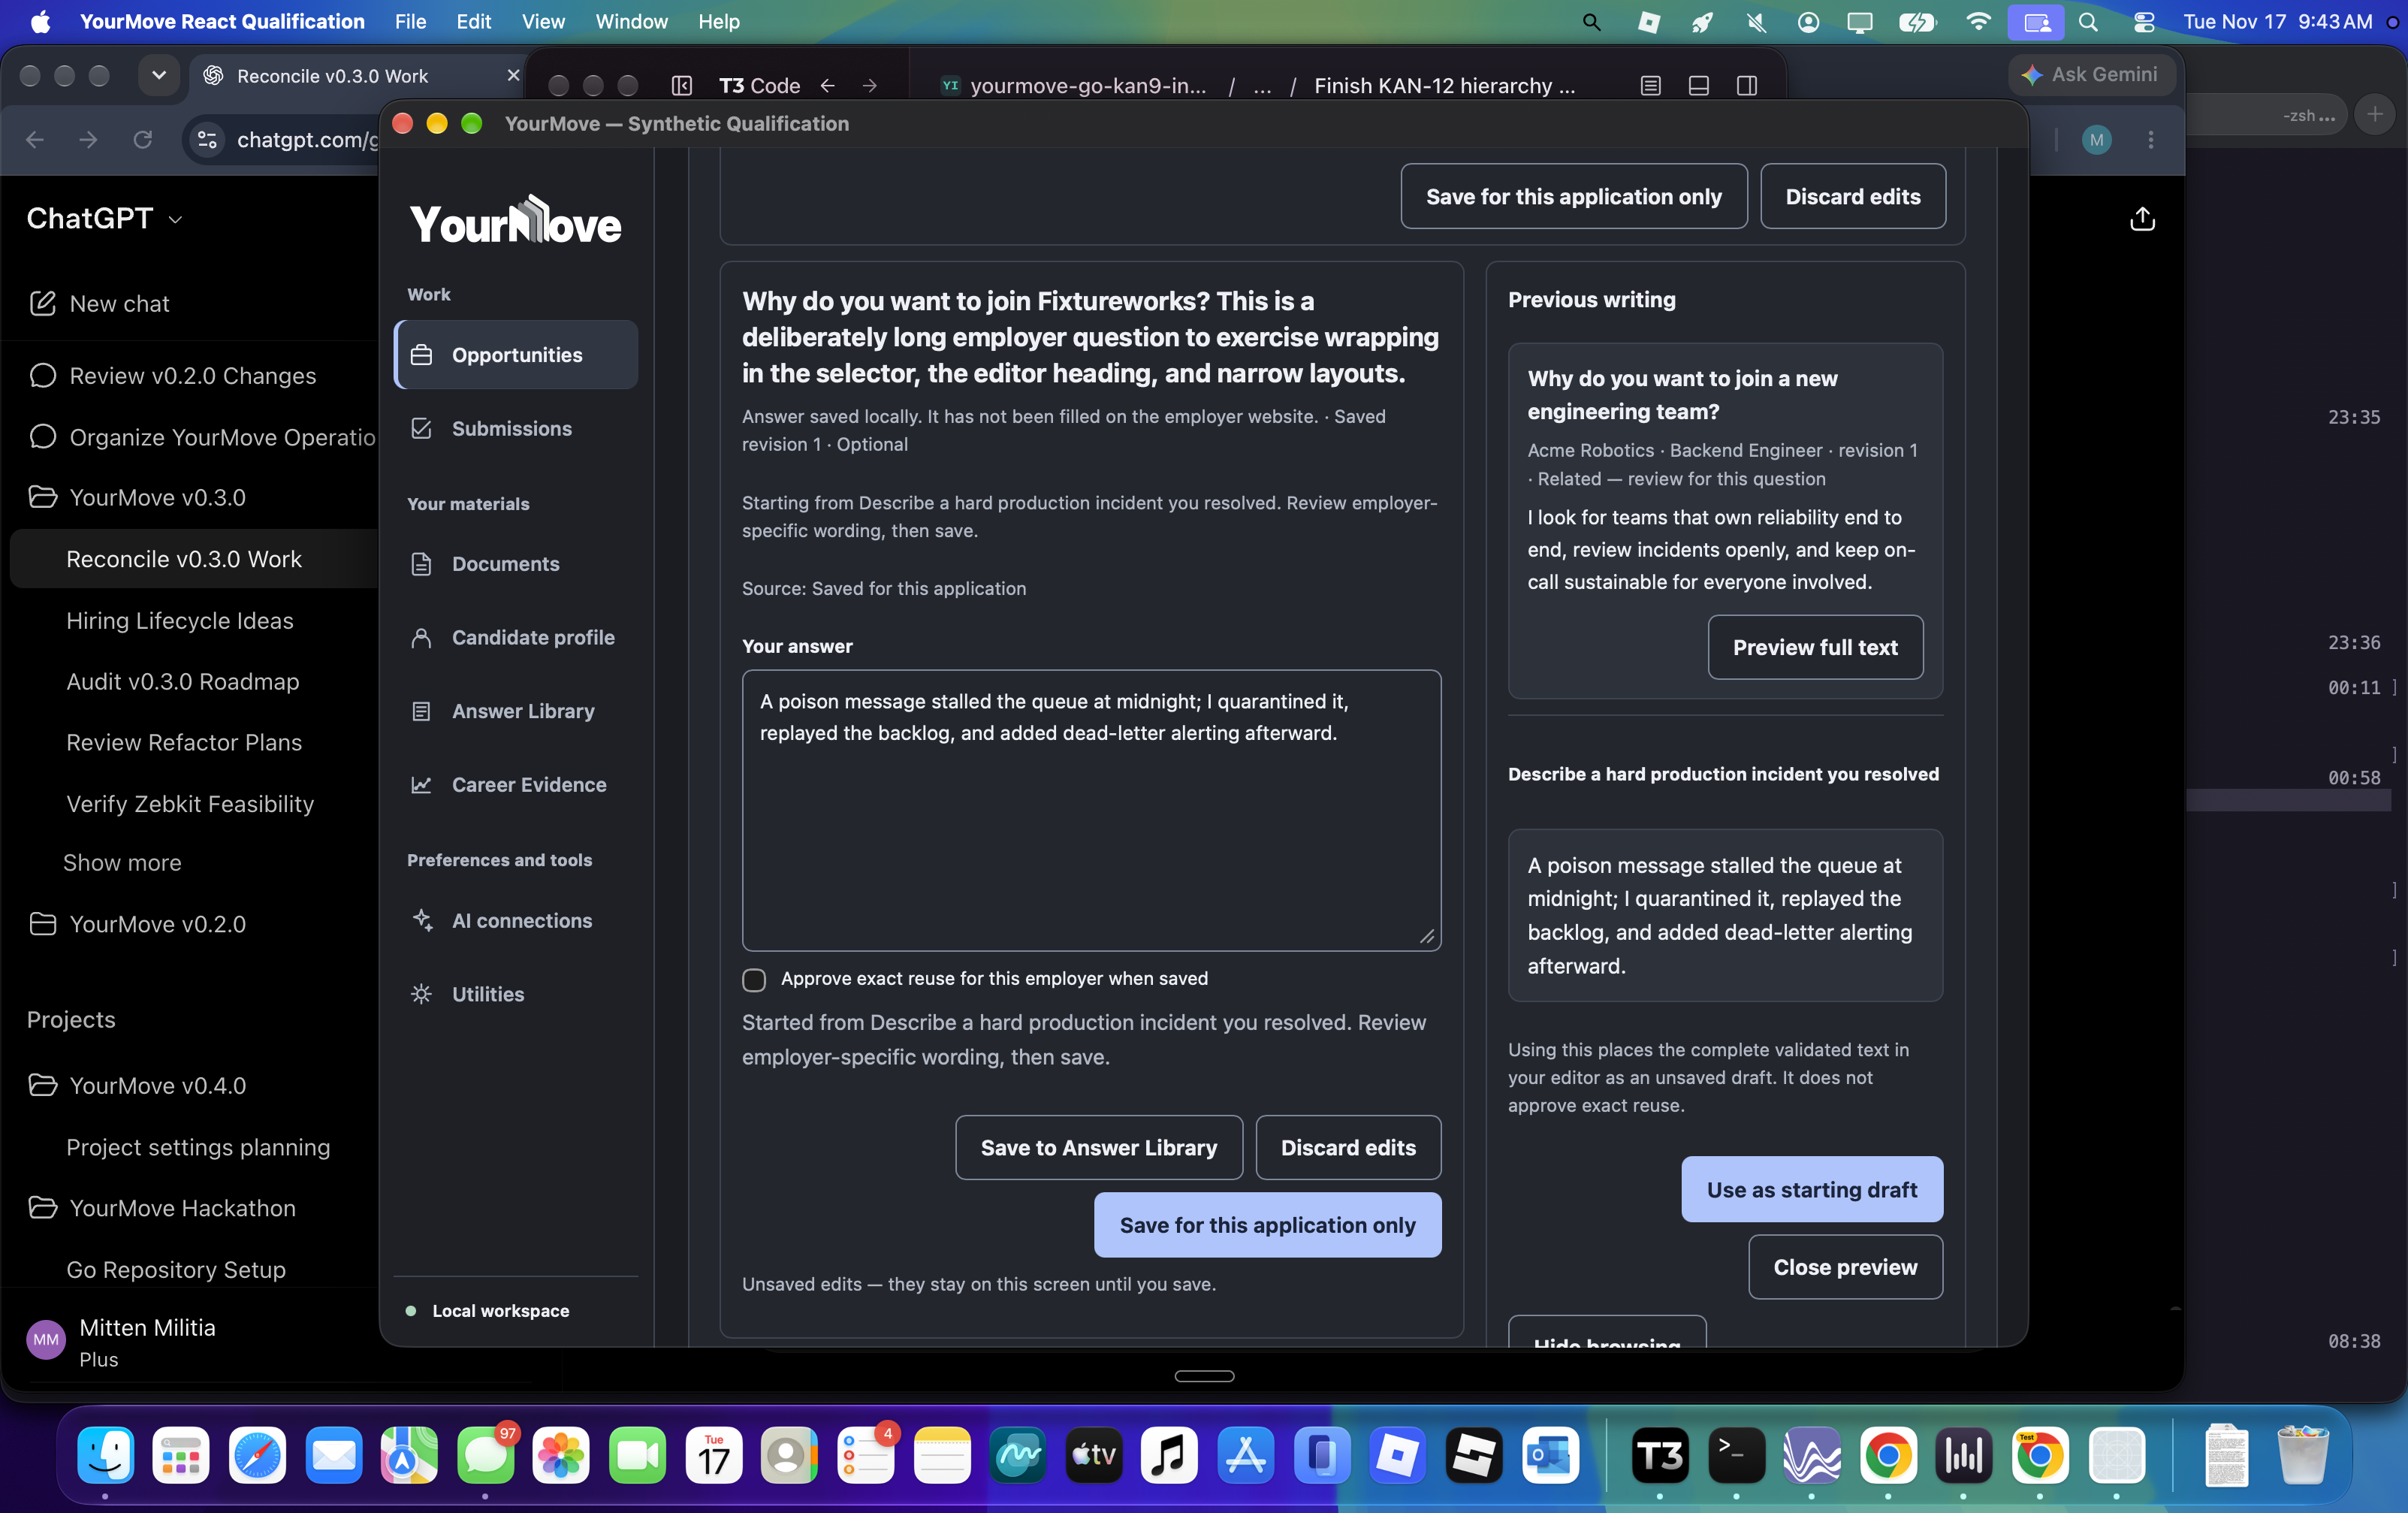 YourMove React Qualification File Edit View Window Help Tue Nov 17 9:43 AM
Reconcile v0.3.0 Work
T3 Code
YI yourmove-go-kan9-in... / ... / Finish KAN-12 hierarchy ...
Ask Gemini
chatgpt.com/g
-zsh ...
M
YourMove — Synthetic Qualification
ChatGPT
New chat
Review v0.2.0 Changes
Organize YourMove Operatio
YourMove v0.3.0
Reconcile v0.3.0 Work
Hiring Lifecycle Ideas
Audit v0.3.0 Roadmap
Review Refactor Plans
Verify Zebkit Feasibility
Show more
YourMove v0.2.0
Projects
YourMove v0.4.0
Project settings planning
YourMove Hackathon
Go Repository Setup
MM
Mitten Militia
Plus
YourMove
Work
Opportunities
Submissions
Your materials
Documents
Candidate profile
Answer Library
Career Evidence
Preferences and tools
AI connections
Utilities
Local workspace
Save for this application only
Discard edits
Why do you want to join Fixtureworks? This is a
deliberately long employer question to exercise wrapping
in the selector, the editor heading, and narrow layouts.
Answer saved locally. It has not been filled on the employer website. · Saved
revision 1 · Optional
Starting from Describe a hard production incident you resolved. Review employer-
specific wording, then save.
Source: Saved for this application
Your answer
A poison message stalled the queue at midnight; I quarantined it,
replayed the backlog, and added dead-letter alerting afterward.
Approve exact reuse for this employer when saved
Started from Describe a hard production incident you resolved. Review
employer-specific wording, then save.
Save to Answer Library
Discard edits
Save for this application only
Unsaved edits — they stay on this screen until you save.
Previous writing
Why do you want to join a new
engineering team?
Acme Robotics · Backend Engineer · revision 1
· Related — review for this question
I look for teams that own reliability end to
end, review incidents openly, and keep on-
call sustainable for everyone involved.
Preview full text
Describe a hard production incident you resolved
A poison message stalled the queue at
midnight; I quarantined it, replayed the
backlog, and added dead-letter alerting
afterward.
Using this places the complete validated text in
your editor as an unsaved draft. It does not
approve exact reuse.
Use as starting draft
Close preview
Hide browsing
23:35
23:36
00:11 ]
]
00:58
]
]
08:38
97
Tue
17
4
tv
T3
>_
Test